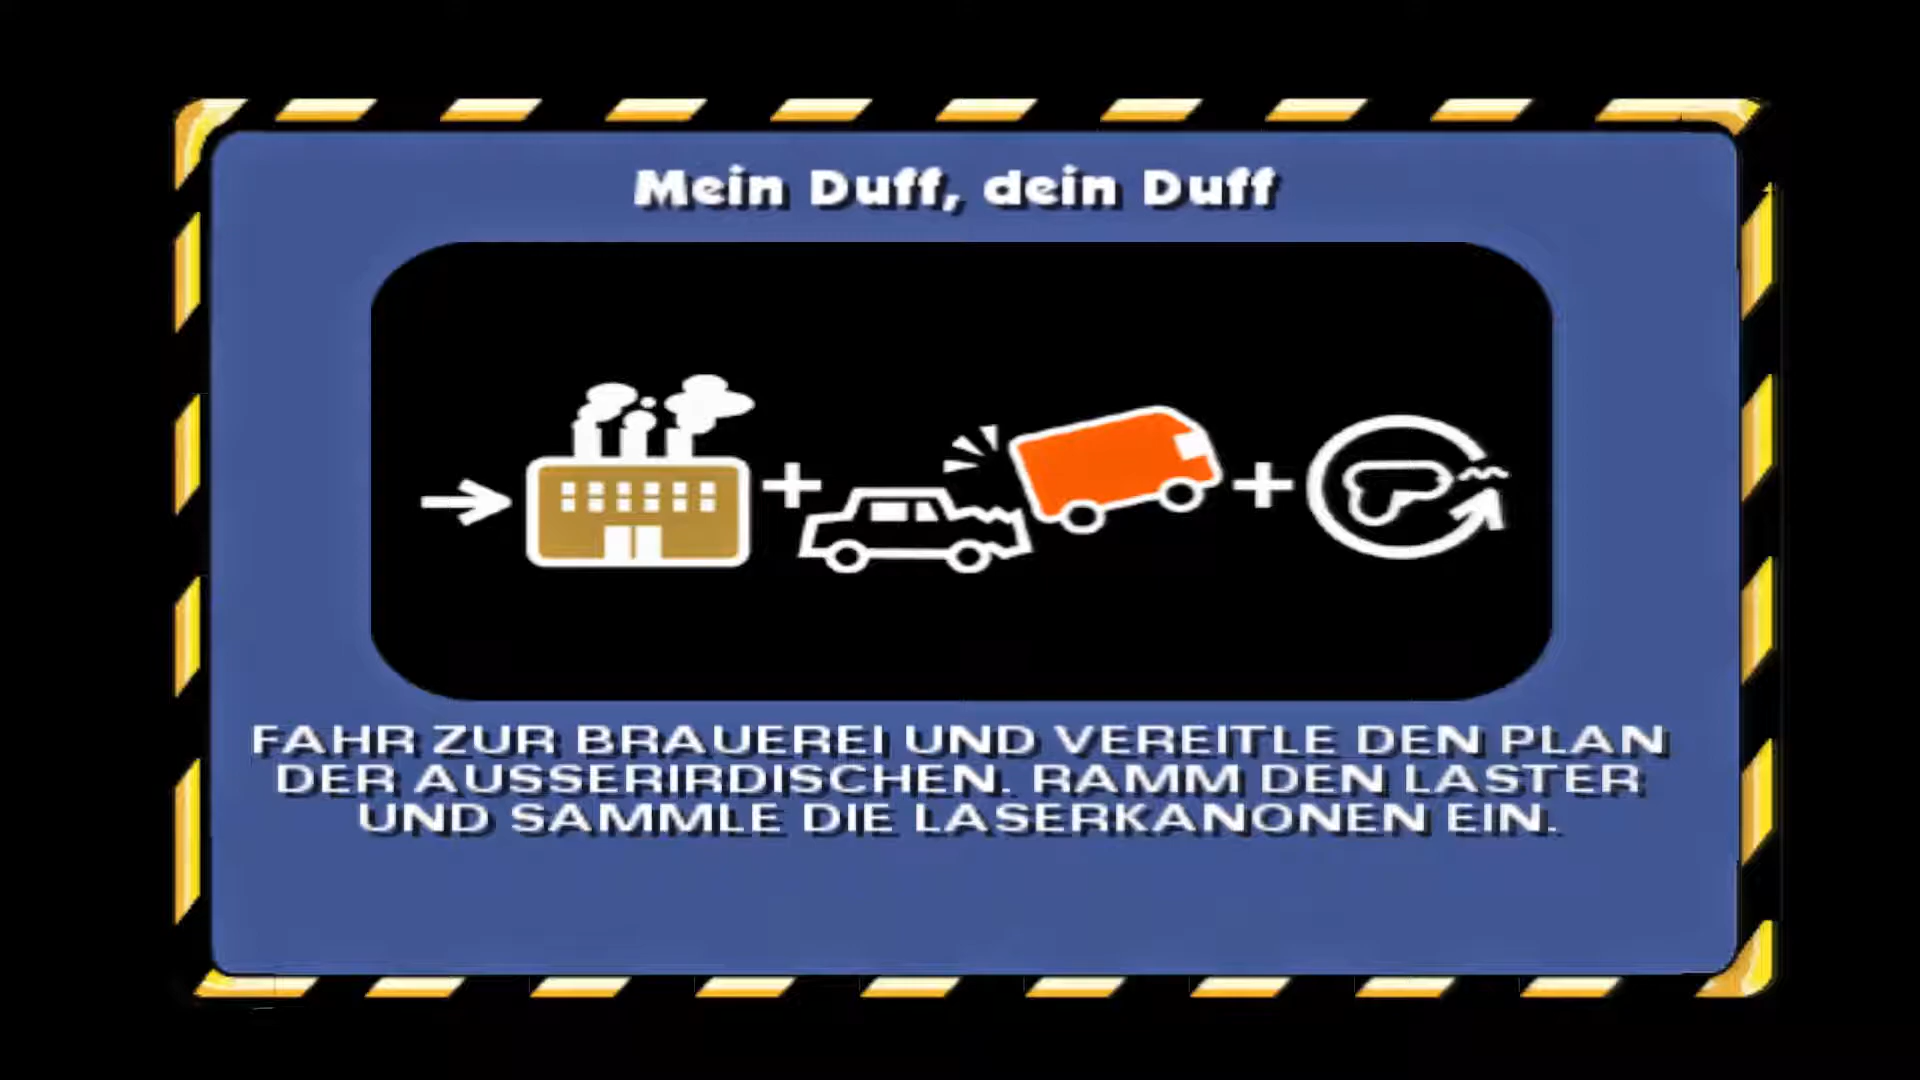 Mein Duff, dein Duff
FAHR ZUR BRAUEREI UND VEREITLE DEN PLAN
DER AUSSERIRDISCHEN. RAMM DEN LASTER
UND SAMMLE DIE LASERKANONEN EIN.